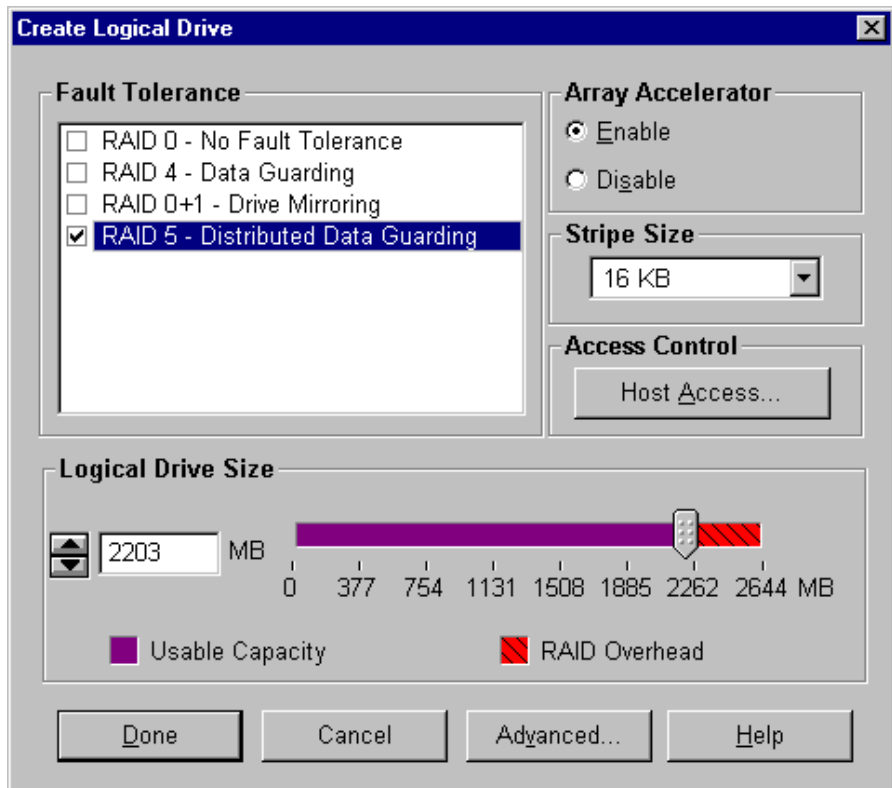 Create Logical Drive
Fault Tolerance
RAID 0 - No Fault Tolerance
RAID 4 - Data Guarding
RAID 0+1 - Drive Mirroring
RAID 5 - Distributed Data Guarding
Array Accelerator
Enable
Disable
Stripe Size
16 KB
Access Control
Host Access...
Logical Drive Size
2203 MB
0 377 754 1131 1508 1885 2262 2644 MB
Usable Capacity
RAID Overhead
Done
Cancel
Advanced...
Help